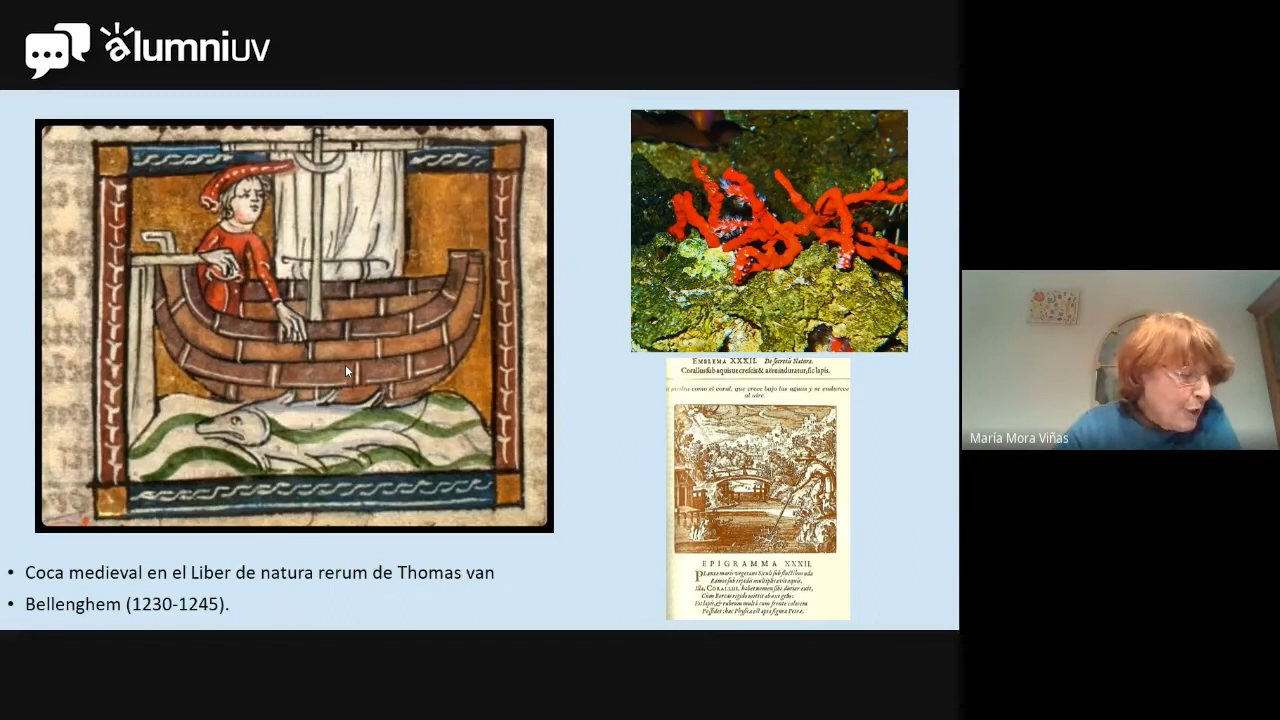 alumniuv
Coca medieval en el Liber de natura rerum de Thomas van
Bellenghem (1230-1245).
EMBLEMA XXXII. De secretis Naturæ.
Corallus sub aquis ut crescit & aëre induratur, sic lapis.
piedra como el coral, que crece bajo las aguas y se endurece
al aire.
EPIGRAMMA XXXII.
María Mora Viñas